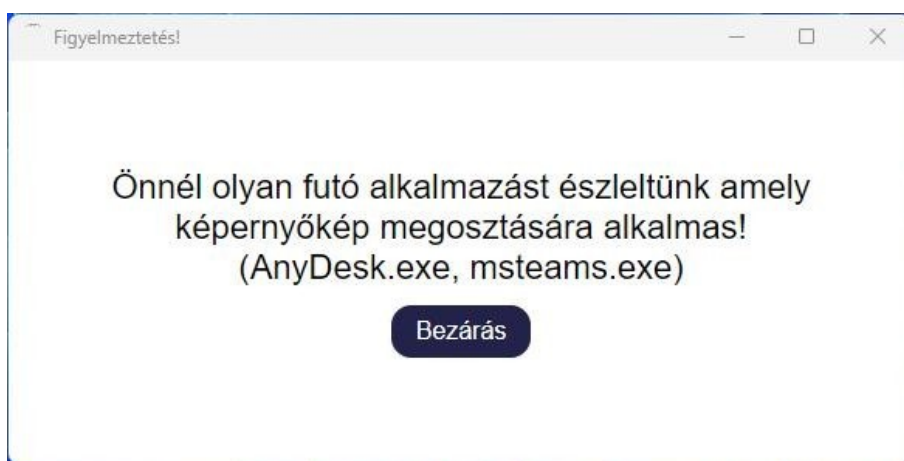 Figyelmeztetés!
Önnél olyan futó alkalmazást észleltünk amely
képernyőkép megosztására alkalmas!
(AnyDesk.exe, msteams.exe)
Bezárás